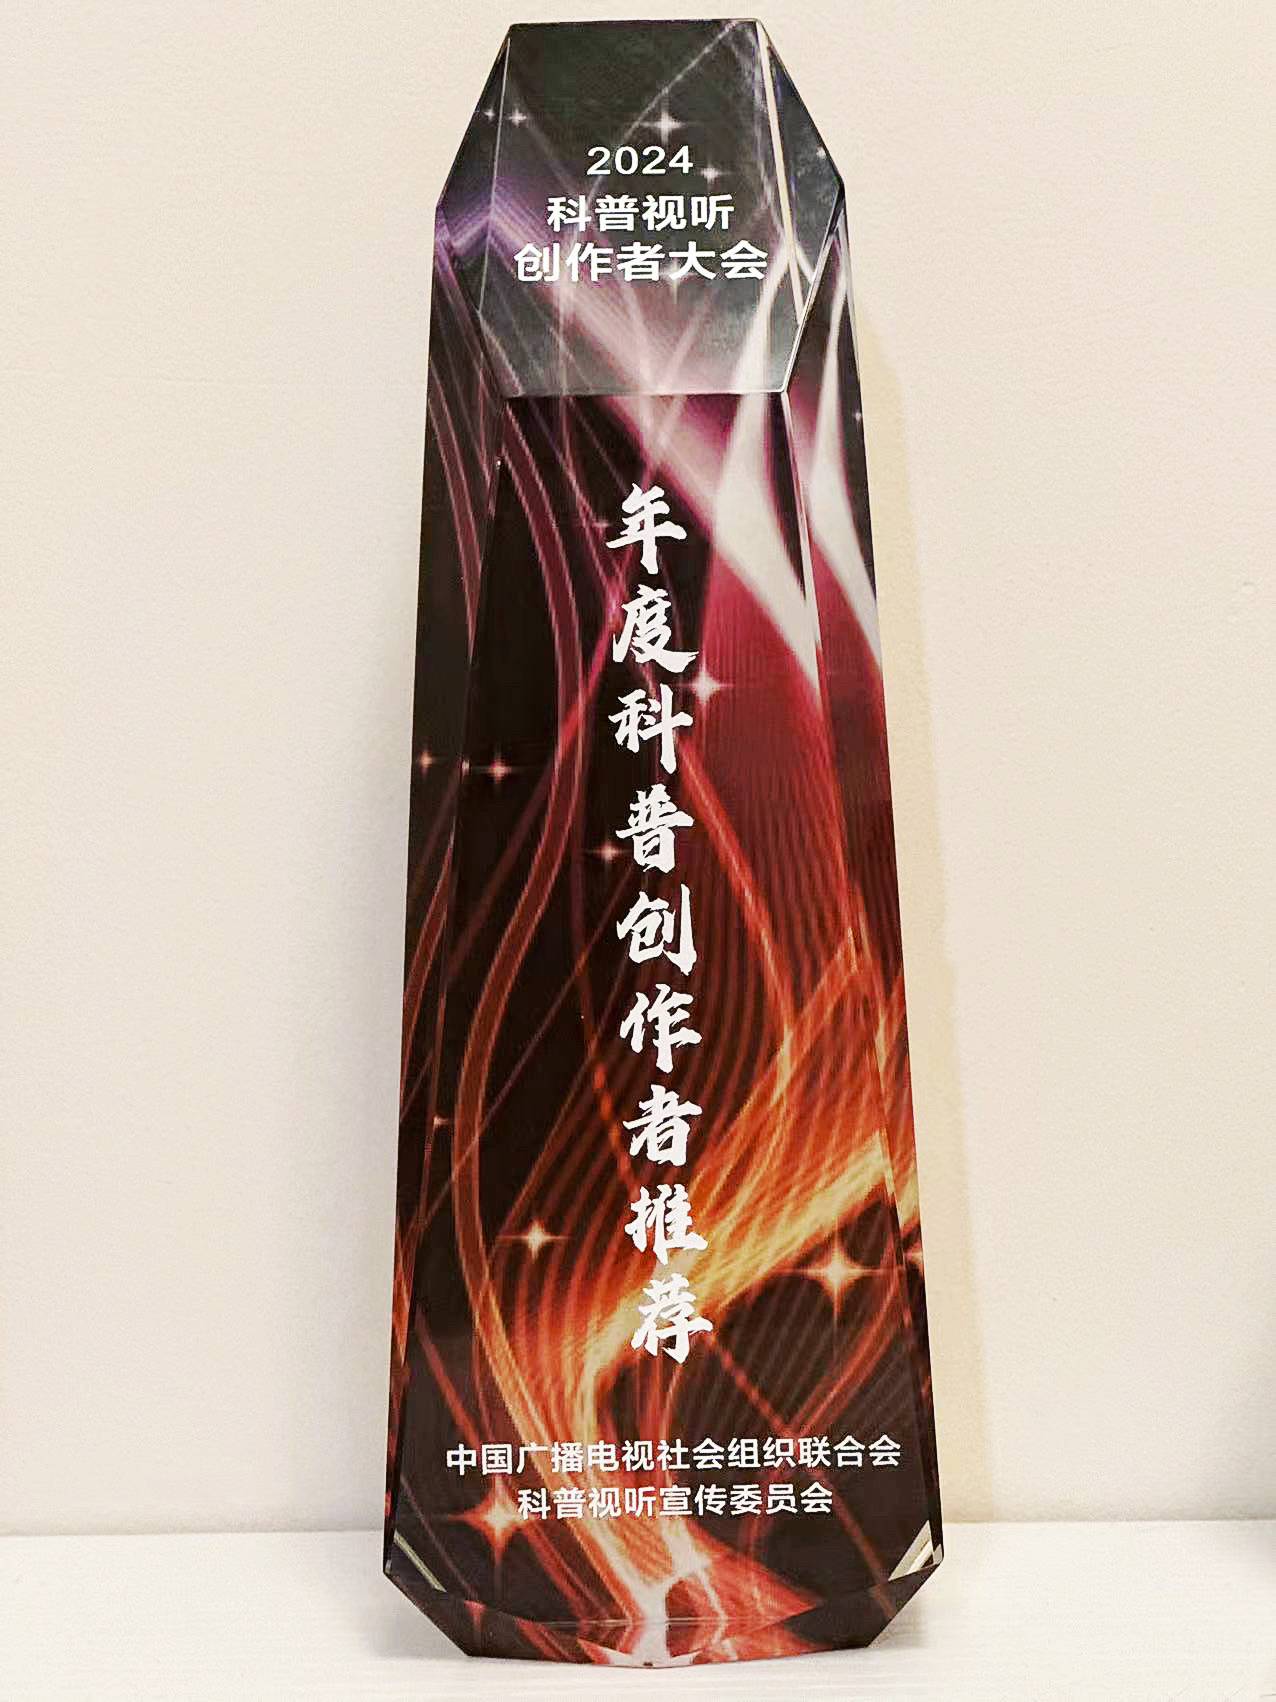 2024
科普视听
创作者大会
年度科普创作者推荐
中国广播电视社会组织联合会
科普视听宣传委员会